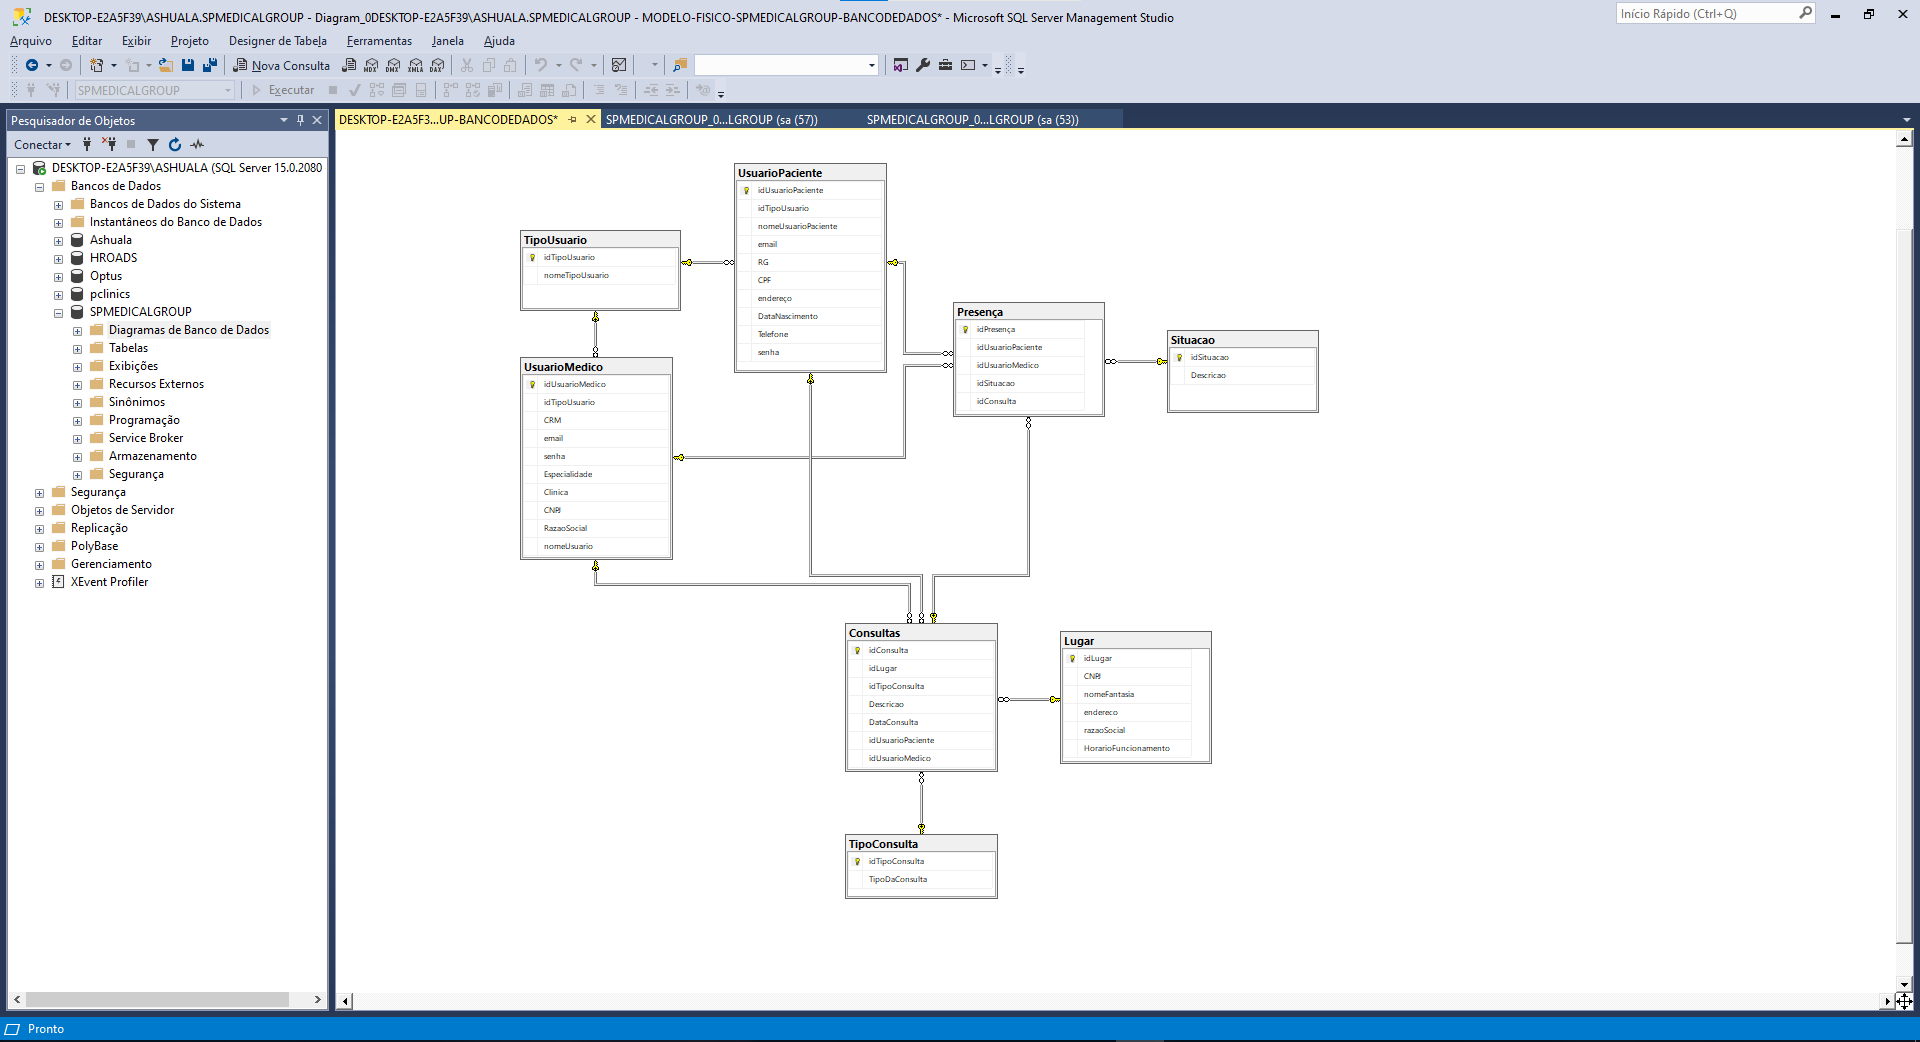 DESKTOP-E2A5F39\ASHUALA.SPMEDICALGROUP - Diagram_0DESKTOP-E2A5F39\ASHUALA.SPMEDICALGROUP - MODELO-FISICO-SPMEDICALGROUP-BANCODEDADOS* - Microsoft SQL Server Management Studio
Início Rápido (Ctrl+Q)
Arquivo Editar Exibir Projeto Designer de Tabela Ferramentas Janela Ajuda
Nova Consulta MDX DMX XMLA DAX
SPMEDICALGROUP Executar
Pesquisador de Objetos
Conectar
DESKTOP-E2A5F39\ASHUALA (SQL Server 15.0.2080
Bancos de Dados
Bancos de Dados do Sistema
Instantâneos do Banco de Dados
Ashuala
HROADS
Optus
pclinics
SPMEDICALGROUP
Diagramas de Banco de Dados
Tabelas
Exibições
Recursos Externos
Sinônimos
Programação
Service Broker
Armazenamento
Segurança
Segurança
Objetos de Servidor
Replicação
PolyBase
Gerenciamento
XEvent Profiler
DESKTOP-E2A5F3...UP-BANCODEDADOS*
SPMEDICALGROUP_0...LGROUP (sa (57))
SPMEDICALGROUP_0...LGROUP (sa (53))
UsuarioPaciente
idUsuarioPaciente
idTipoUsuario
nomeUsuarioPaciente
email
RG
CPF
endereço
DataNascimento
Telefone
senha
TipoUsuario
idTipoUsuario
nomeTipoUsuario
Presença
idPresença
idUsuarioPaciente
idUsuarioMedico
idSituacao
idConsulta
Situacao
idSituacao
Descricao
UsuarioMedico
idUsuarioMedico
idTipoUsuario
CRM
email
senha
Especialidade
Clinica
CNPJ
RazaoSocial
nomeUsuario
Consultas
idConsulta
idLugar
idTipoConsulta
Descricao
DataConsulta
idUsuarioPaciente
idUsuarioMedico
Lugar
idLugar
CNPJ
nomeFantasia
endereco
razaoSocial
HorarioFuncionamento
TipoConsulta
idTipoConsulta
TipoDaConsulta
Pronto